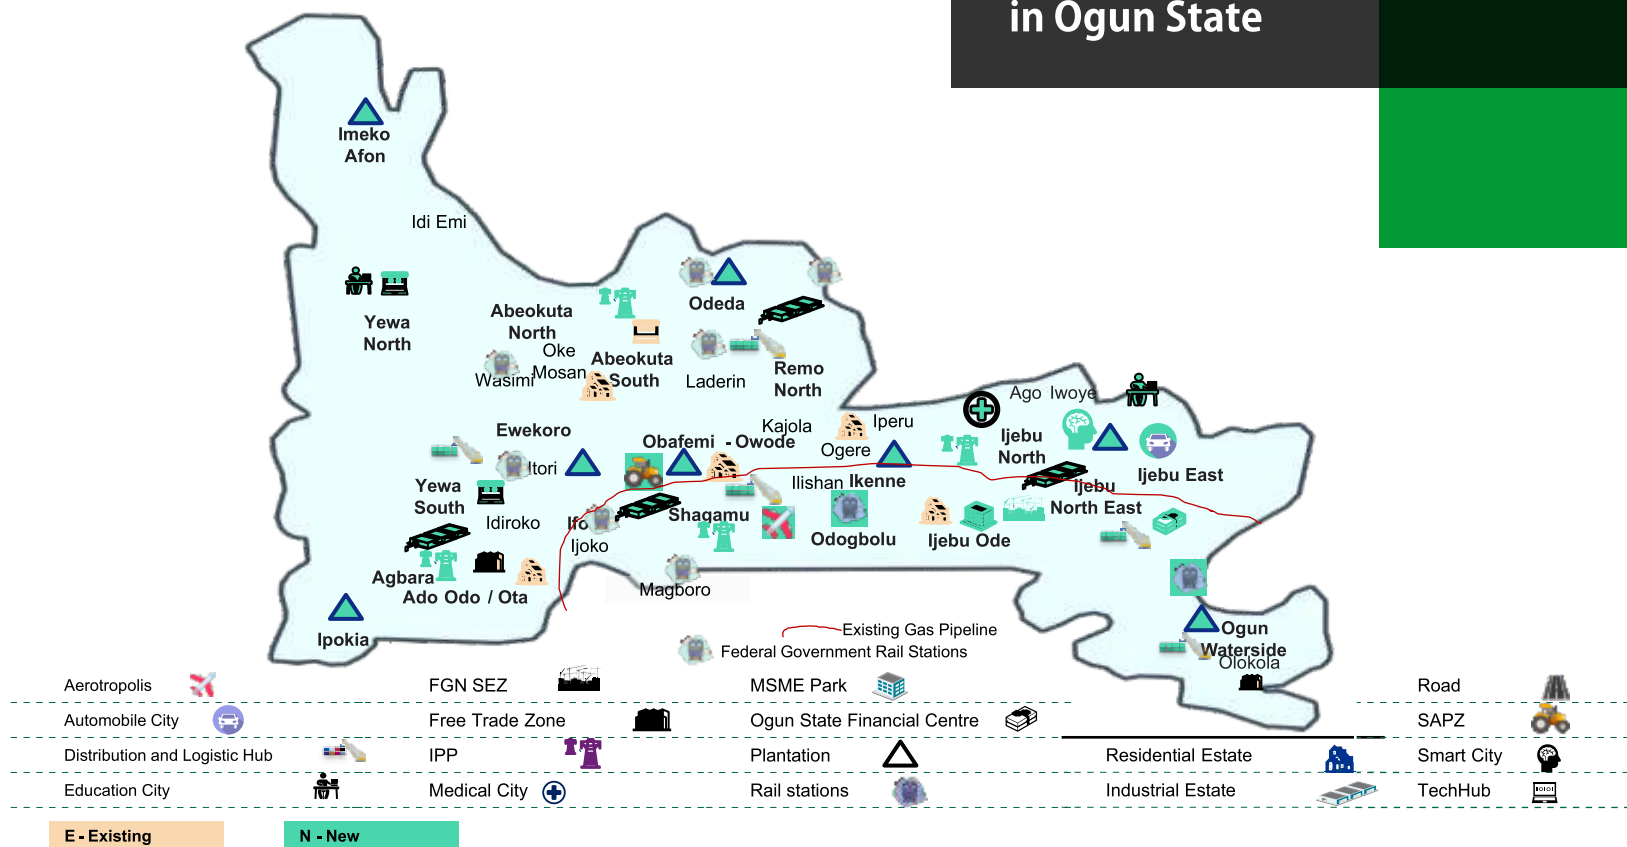 in Ogun State
Imeko
Afon
Idi Emi
Yewa
North
Abeokuta
North
Oke
Mosan
Wasimi
Abeokuta
South
Odeda
Laderin
Remo
North
Kajola
Iperu
Ogere
Ago Iwoye
Ijebu
North
Ijebu East
Ijebu
North East
Ewekoro
Itori
Obafemi - Owode
Ilishan Ikenne
Yewa
South
Idiroko
Ifo
Ijoko
Shagamu
Odogbolu
Ijebu Ode
Agbara
Ado Odo / Ota
Magboro
Ipokia
Ogun
Waterside
Olokola
Existing Gas Pipeline
Federal Government Rail Stations
Aerotropolis
FGN SEZ
MSME Park
Road
Automobile City
Free Trade Zone
Ogun State Financial Centre
SAPZ
Distribution and Logistic Hub
IPP
Plantation
Residential Estate
Smart City
Education City
Medical City
Rail stations
Industrial Estate
TechHub
E - Existing
N - New